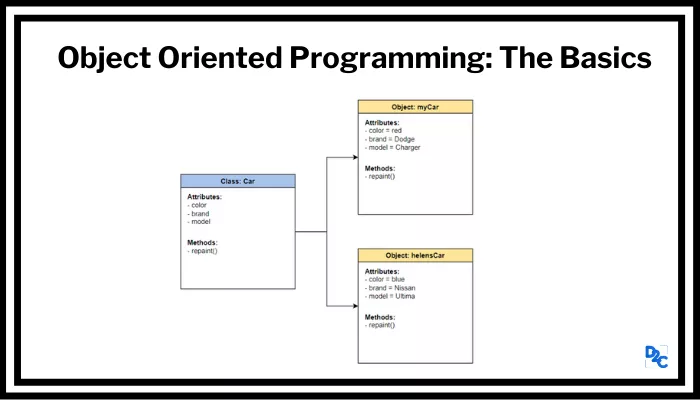 Object Oriented Programming: The Basics
Object: myCar
Attributes:
- color = red
- brand = Dodge
- model = Charger
Methods:
- repaint()
Class: Car
Attributes:
- color
- brand
- model
Methods:
- repaint()
Object: helensCar
Attributes:
- color = blue
- brand = Nissan
- model = Ultima
Methods:
- repaint()
D2C